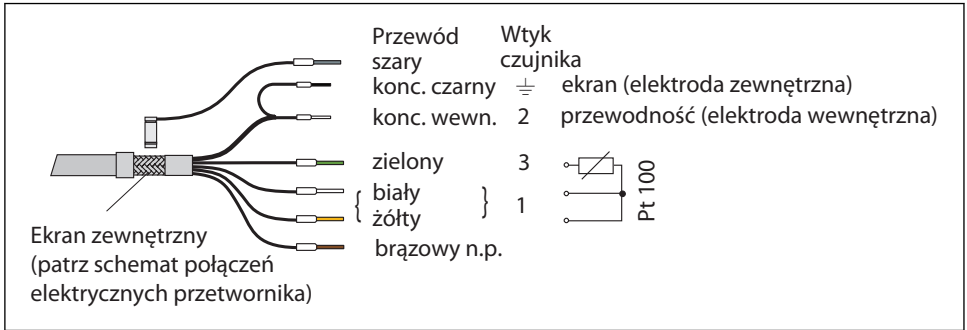 Przewód Wtyk
szary czujnika
konc. czarny ekran (elektroda zewnętrzna)
konc. wewn. 2 przewodność (elektroda wewnętrzna)
zielony 3
{ biały } 1
żółty
brązowy n.p.
Pt 100
Ekran zewnętrzny
(patrz schemat połączeń
elektrycznych przetwornika)